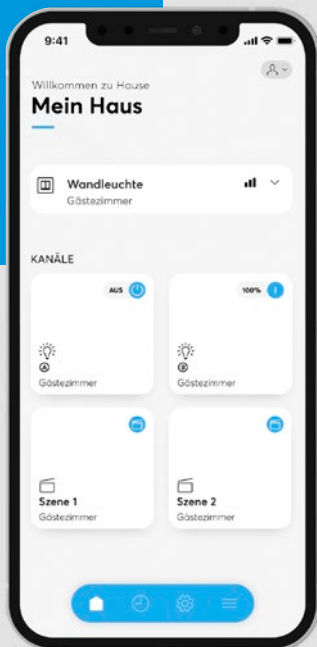 9:41
Willkommen zu House
Mein Haus
Wandleuchte
Gästezimmer
KANÄLE
AUS
100%
A
B
Gästezimmer
Gästezimmer
Szene 1
Szene 2
Gästezimmer
Gästezimmer